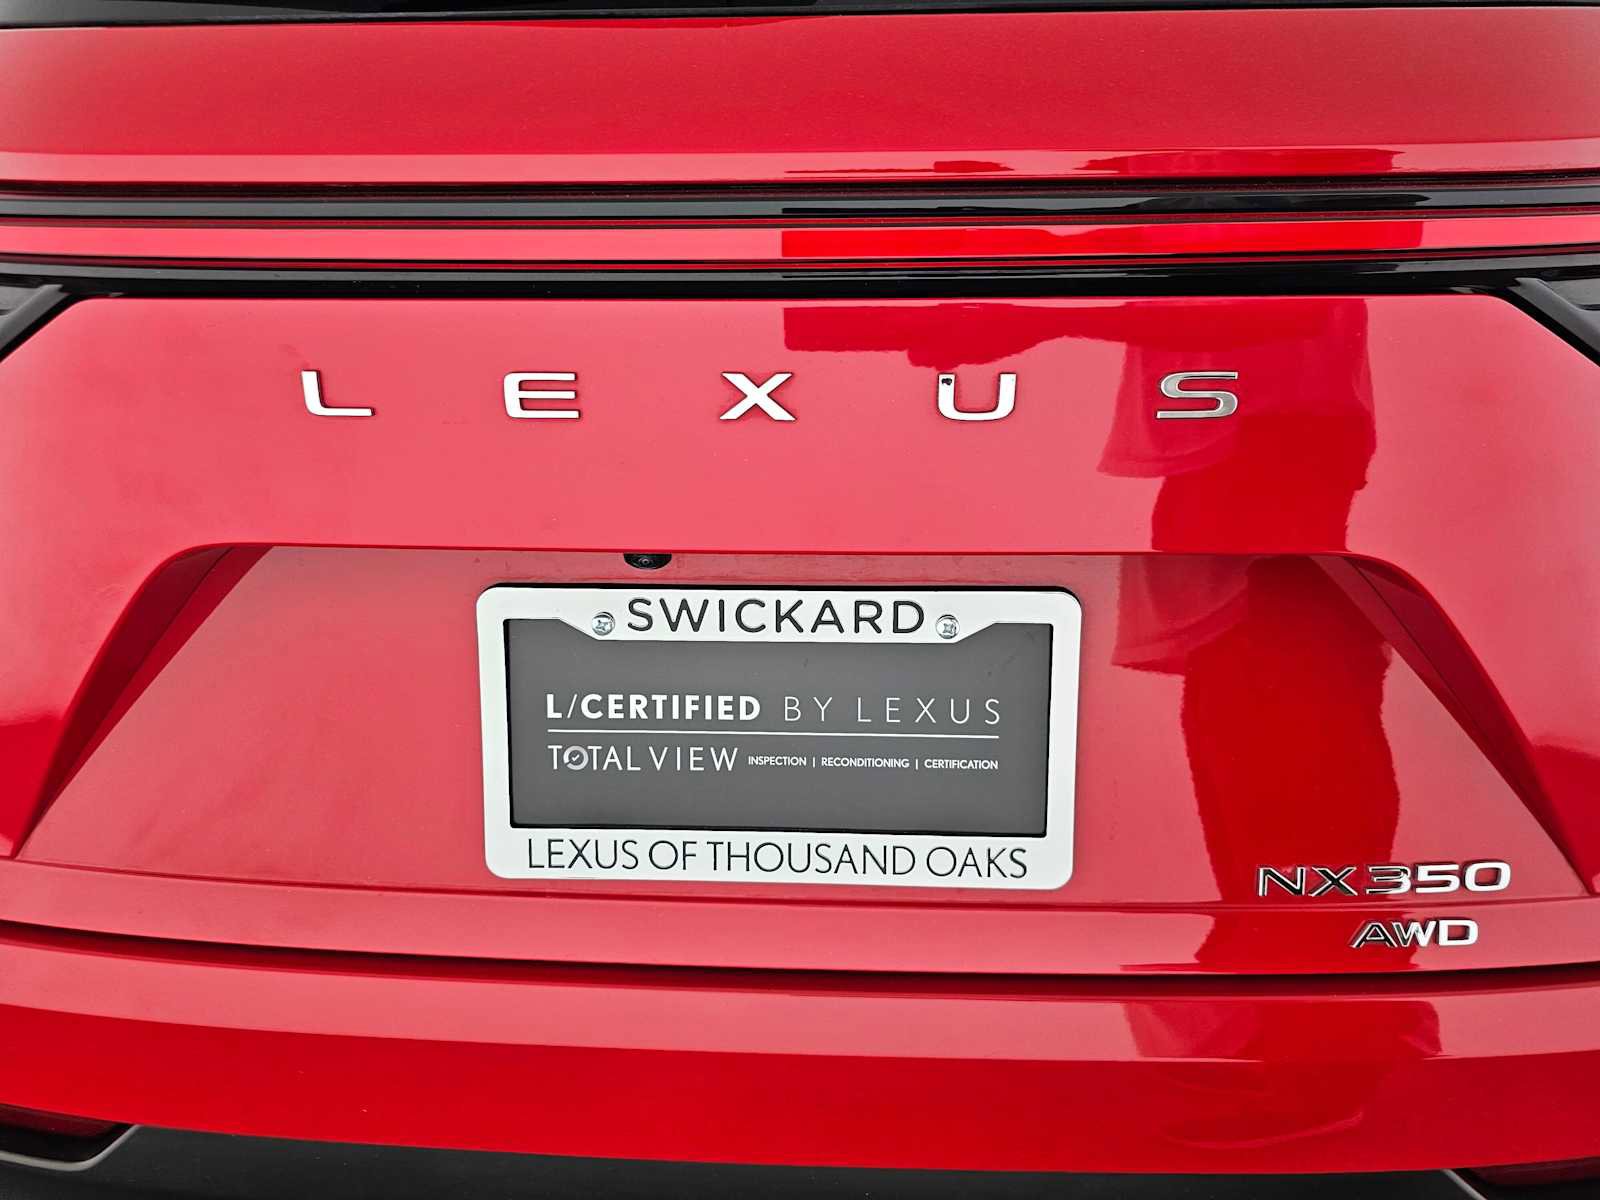 LEXUS
SWICKARD
L/CERTIFIED BY LEXUS
TOTAL VIEW INSPECTION | RECONDITIONING | CERTIFICATION
LEXUS OF THOUSAND OAKS
NX350
AWD